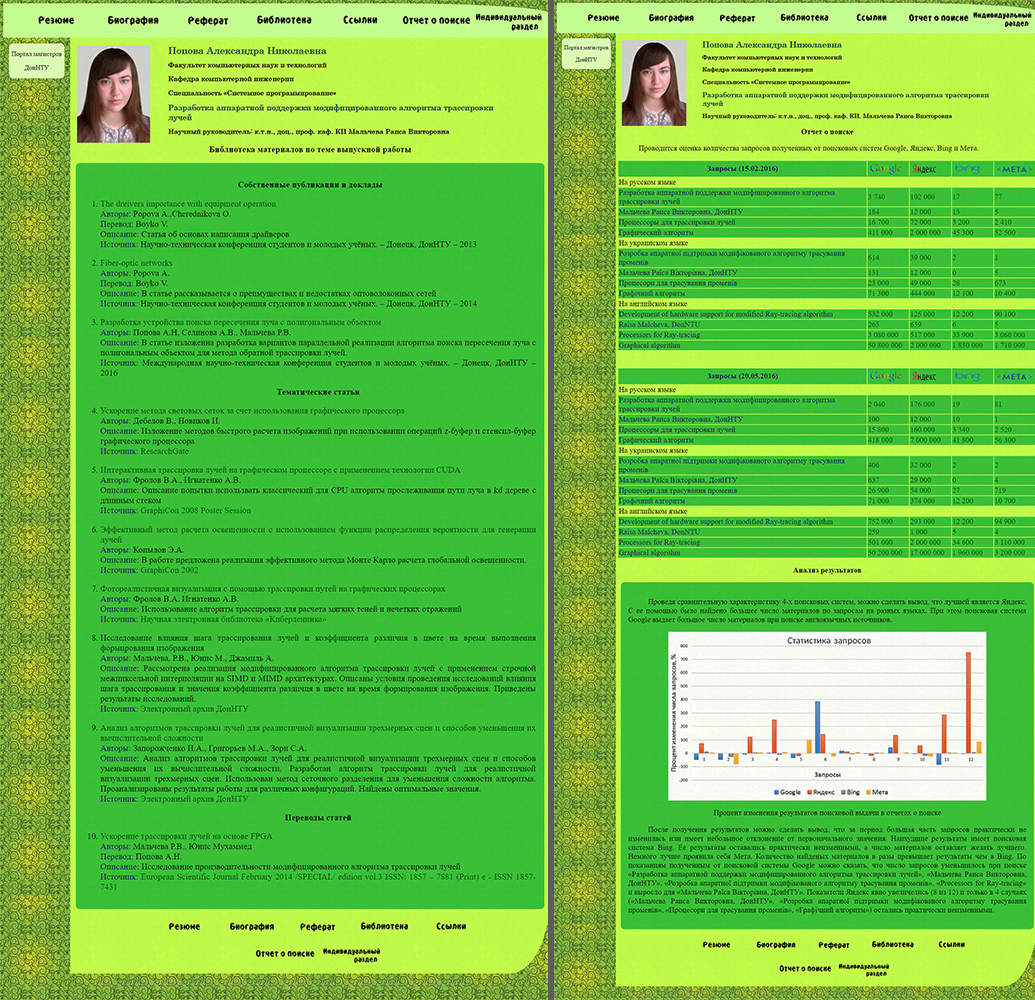 Резюме Биография Реферат Библиотека Ссылки Отчет о поиске Индивидуальный раздел
Портал магистров
ДонНТУ
Попова Александра Николаевна
Факультет компьютерных наук и технологий
Кафедра компьютерной инженерии
Специальность «Системное программирование»
Разработка аппаратной поддержки модифицированного алгоритма трассировки
лучей
Научный руководитель: к.т.н., доц., проф. каф. КИ Мальчева Раиса Викторовна
Библиотека материалов по теме выпускной работы
Собственные публикации и доклады
1. The dreivers importance with equipment operation
Авторы: Popova A.,Cherednikova O.
Перевод: Boyko V.
Описание: Статья об основах написания драйверов
Источник: Научно-техническая конференция студентов и молодых учёных. – Донецк, ДонНТУ – 2013
2. Fiber-optic networks
Авторы: Popova A.
Перевод: Boyko V.
Описание: В статье рассказывается о преимуществах и недостатках оптоволоконных сетей
Источник: Научно-техническая конференция студентов и молодых учёных. – Донецк, ДонНТУ – 2014
3. Разработка устройства поиска пересечения луча с полигональным объектом
Авторы: Попова А.Н, Селинова А.В., Мальчева Р.В.
Описание: В статье изложенна разработка вариантов параллельной реализации алгоритма поиска пересечения луча с
полигональным объектом для метода обратной трассировки лучей.
Источник: Международная научно-техническая конференция студентов и молодых учёных. – Донецк, ДонНТУ –
2016
Тематические статьи
4. Ускорение метода световых сеток за счет использования графического процессора
Авторы: Дебелов В., Новиков И.
Описание: Изложение методов быстрого расчета изображений при использовании операций z-буфер и стенсил-буфер
графического процессора
Источник: ResearchGate
5. Интерактивная трассировка лучей на графическом процессоре с применением технологии CUDA
Авторы: Фролов В.А., Игнатенко А.В.
Описание: Описание попытки использвать классический для CPU алгоритм прослеживания пути луча в kd дереве с
длинным стеком
Источник: GraphiCon 2008 Poster Session
6. Эффективный метод расчета освещенности с использованием функции распределения вероятности для генерации
лучей
Авторы: Копылов Э.А.
Описание: В работе предложена реализация эффективного метода Монте Карло расчета глобальной освещенности.
Источник: GraphiCon 2002
7. Фотореалистичная визуализация с помощью трассировки путей на графических процессорах
Авторы: Фролов В.А. Игнатенко А.В.
Описание: Использование алгоритм трассировки для расчета мягких теней и нечетких отражений
Источник: Научная электронная библиотека «Киберленинка»
8. Исследование влияния шага трассирования лучей и коэффициента различия в цвете на время выполнения
формирования изображения
Авторы: Мальчева, Р.В., Юнис М., Джамиль А.
Описание: Рассмотрена реализация модифицированного алгоритма трассировки лучей с применением строчной
межпиксельной интерполяции на SIMD и MIMD архитектурах. Описаны условия проведения исследований влияния
шага трассирования и значения коэффициента различия в цвете на время формирования изображения. Приведены
результаты исследований.
Источник: Электронный архив ДонНТУ
9. Анализ алгоритмов трассировки лучей для реалистичной визуализации трехмерных сцен и способов уменьшения их
вычислительной сложности
Авторы: Запорожченко И.А., Григорьев М.А., Зори С.А.
Описание: Анализ алгоритмов трассировки лучей для реалистичной визуализации трехмерных сцен и способов
уменьшения их вычислительной сложности. Разработан алгоритм трассировки лучей для реалистичной
визуализации трехмерных сцен. Использован метод сеточного разделения для уменьшения сложности алгоритма.
Проанализированы результаты работы для различных конфигураций. Найдены оптимальные значения.
Источник: Электронный архив ДонНТУ
Переводы статей
10. Ускорение трассировки лучей на основе FPGA
Авторы: Мальчева Р.В., Юнис Мухаммед
Перевод: Попова А.Н.
Описание: Исследование производительности модифицированного алгоритма трассировки лучей
Источник: European Scientific Journal February 2014 /SPECIAL/ edition vol.3 ISSN: 1857 – 7881 (Print) e - ISSN 1857-
7431
Резюме Биография Реферат Библиотека Ссылки
Отчет о поиске Индивидуальный раздел
Резюме Биография Реферат Библиотека Ссылки Отчет о поиске Индивидуальный раздел
Портал магистров
ДонНТУ
Попова Александра Николаевна
Факультет компьютерных наук и технологий
Кафедра компьютерной инженерии
Специальность «Системное программирование»
Разработка аппаратной поддержки модифицированного алгоритма трассировки
лучей
Научный руководитель: к.т.н., доц., проф. каф. КИ. Мальчева Раиса Викторовна
Отчет о поиске
Проводится оценка количества запросов полученных от поисковых систем Google, Яндекс, Bing и Мета.
Запросы (15.02.2016) Google Яндекс bing <МЕТА>
На русском языке
Разработка аппаратной поддержки модифицированного алгоритма
трассировки лучей 3 740 102 000 17 77
Мальчева Раиса Викторовна, ДонНТУ 184 12 000 13 5
Процессоры для трассировки лучей 16 700 72 000 3 200 2 410
Графический алгоритм 411 000 2 000 000 45 300 52 500
На украинском языке
Розробка апаратної підтримки модифікованого алгоритму трасування
променів 614 39 000 2 1
Мальчева Раїса Вікторівна, ДонНТУ 131 12 000 0 5
Процесори для трасування променів 23 000 49 000 28 673
Графічний алгоритм 71 300 444 000 12 100 10 400
На английском языке
Development of hardware support for modified Ray-tracing algorithm 532 000 125 000 12 200 90 100
Raisa Malcheva, DonNTU 265 639 6 5
Processors for Ray-tracing 3 080 000 517 000 33 900 3 060 000
Graphical algorithm 50 800 000 2 000 000 1 850 000 1 710 000
Запросы (20.05.2016) Google Яндекс bing <МЕТА>
На русском языке
Разработка аппаратной поддержки модифицированного алгоритма
трассировки лучей 2 040 176 000 19 81
Мальчева Раиса Викторовна, ДонНТУ 100 12 000 10 1
Процессоры для трассировки лучей 15 800 160 000 3 340 2 520
Графический алгоритм 418 000 7 000 000 41 800 56 300
На украинском языке
Розробка апаратної підтримки модифікованого алгоритму трасування
променів 406 32 000 2 2
Мальчева Раїса Вікторівна, ДонНТУ 637 29 000 0 4
Процесори для трасування променів 26 900 54 000 27 719
Графічний алгоритм 71 000 374 000 12 200 10 700
На английском языке
Development of hardware support for modified Ray-tracing algorithm 752 000 293 000 12 200 94 900
Raisa Malcheva, DonNTU 259 1 000 5 4
Processors for Ray-tracing 501 000 2 000 000 34 600 3 110 000
Graphical algorithm 50 200 000 17 000 000 1 960 000 3 200 000
Анализ результатов
Проведя сравнительную характеристику 4-х поисковых систем, можно сделать вывод, что лучшей является Яндекс.
С ее помощью было найдено большее число материалов по запросам на разных языках. При этом поисковая система
Google выдает большее число материалов при поиске англоязычных источников.
Статистика запросов
Процент изменения числа запросов,%
800
700
600
500
400
300
200
100
0
-100
-200
1 2 3 4 5 6 7 8 9 10 11 12
Запросы
Google Яндекс Bing Мета
Процент изменения результатов поисковой выдачи в отчетах о поиске
После получения результатов можно сделать вывод, что за период большая часть запросов практически не
изменилась или имеет небольшое отклонение от первоначального значения. Наихудшие результаты имеет поисковая
система Bing. Ее результаты оставались практически неизменными, а число материалов оставляет желать лучшего.
Немного лучше проявила себя Мета. Количество найденых материалов в разы превышает результаты чем в Bing. По
показанным полученным от поисковой системы Google можно сказать, что число запросов уменьшилось при поиске
«Разработка аппаратной поддержки модифицированного алгоритма трассировки лучей», «Мальчева Раиса Викторовна,
ДонНТУ», «Розробка апаратної підтримки модифікованого алгоритму трасування променів», «Processors for Ray-tracing»
и выросло для «Мальчева Раїса Вікторівна, ДонНТУ». Показатели Яндекс явно увеличились (8 из 12) и только в 4 случаях
(«Мальчева Раиса Викторовна, ДонНТУ», «Розробка апаратної підтримки модифікованого алгоритму трасування
променів», «Процесори для трасування променів», «Графічний алгоритм») остались практически неизменными.
Резюме Биография Реферат Библиотека Ссылки
Отчет о поиске Индивидуальный раздел